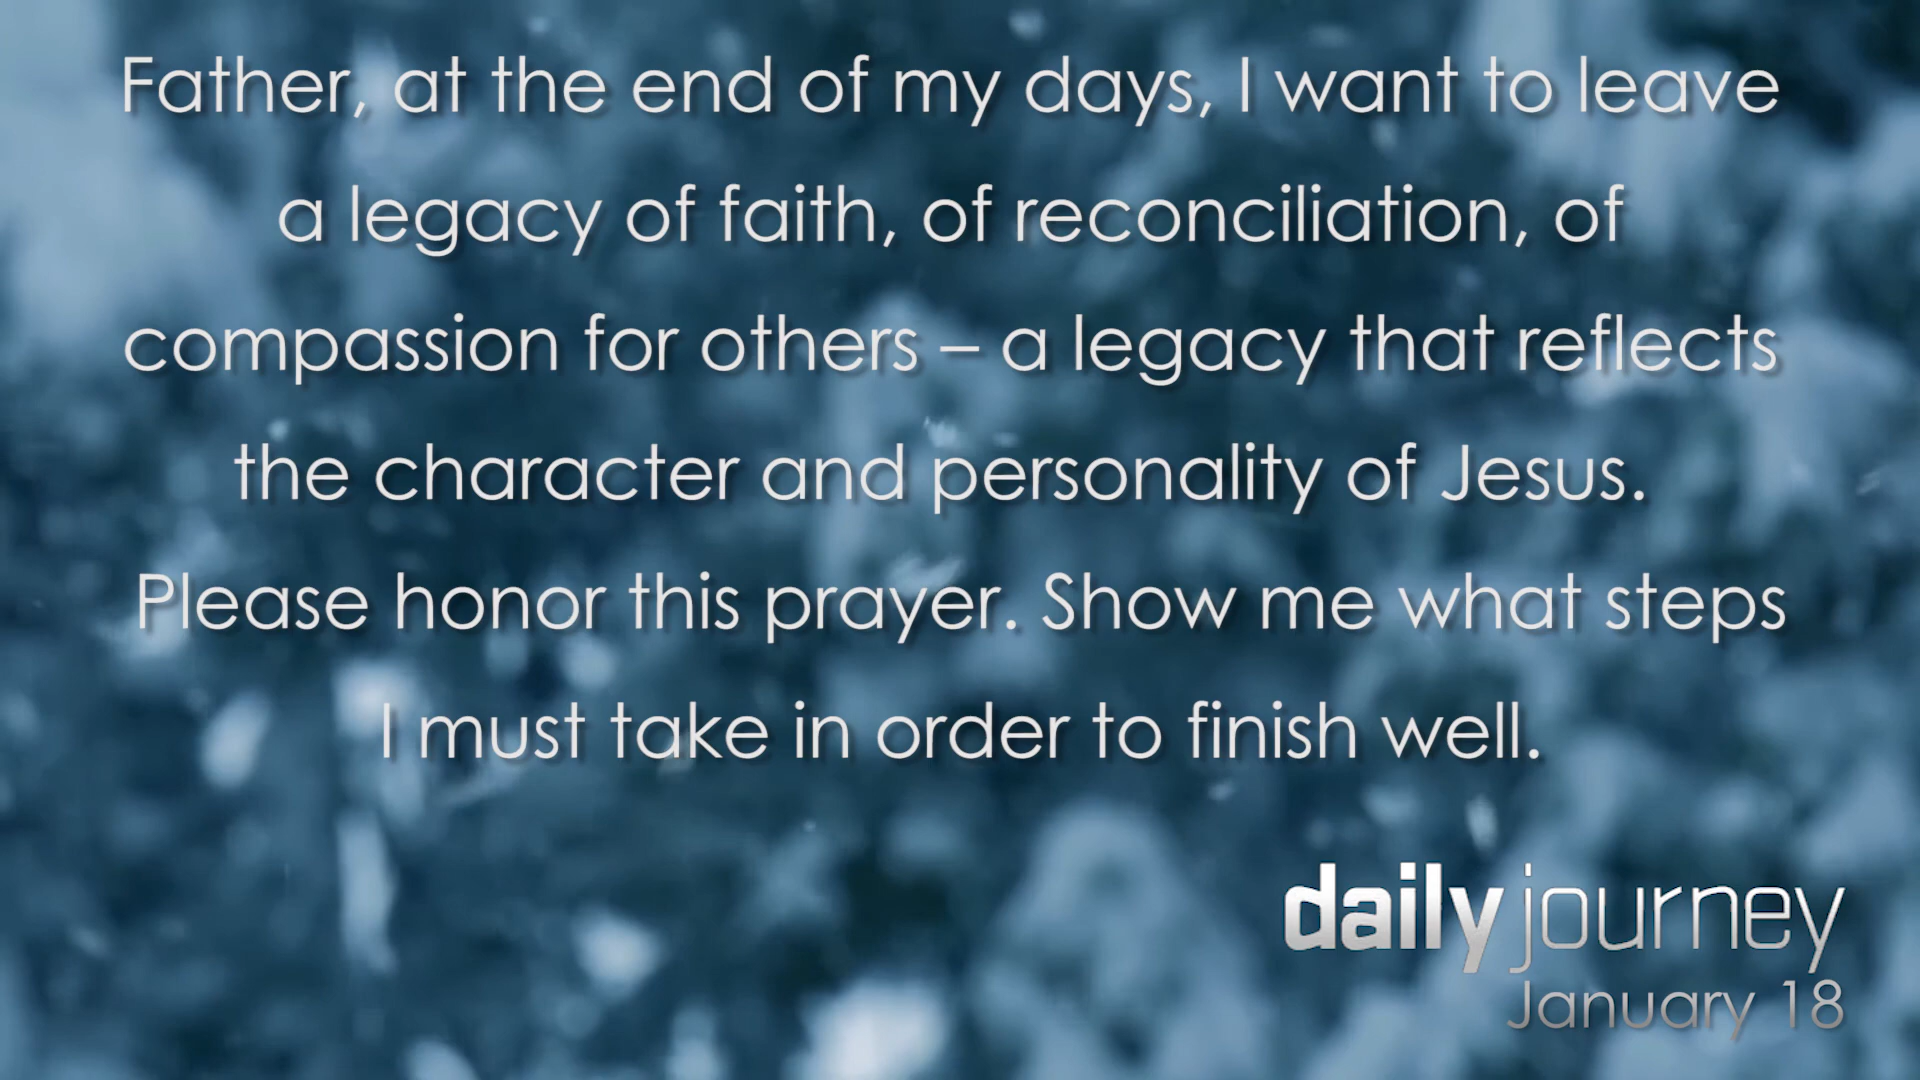 Father, at the end of my days, I want to leave
a legacy of faith, of reconciliation, of
compassion for others – a legacy that reflects
the character and personality of Jesus.
Please honor this prayer. Show me what steps
I must take in order to finish well.
daily journey
January 18